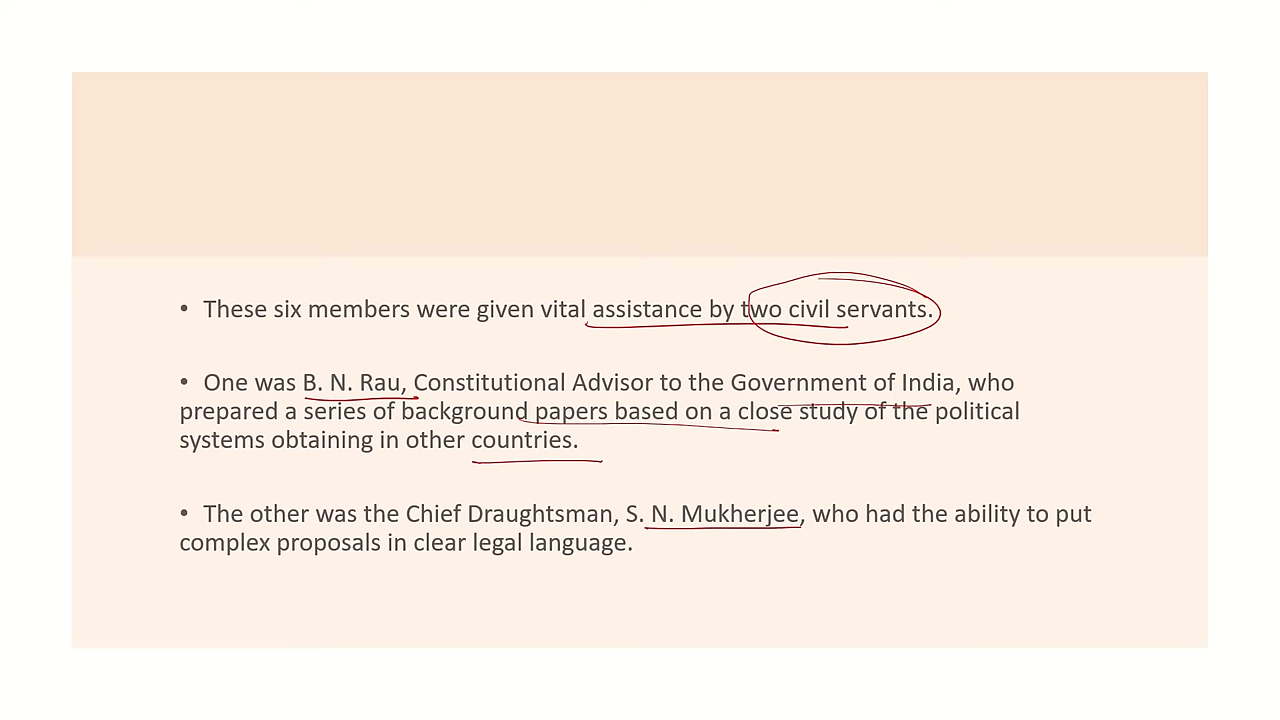 • These six members were given vital assistance by two civil servants.
• One was B. N. Rau, Constitutional Advisor to the Government of India, who
prepared a series of background papers based on a close study of the political
systems obtaining in other countries.
• The other was the Chief Draughtsman, S. N. Mukherjee, who had the ability to put
complex proposals in clear legal language.